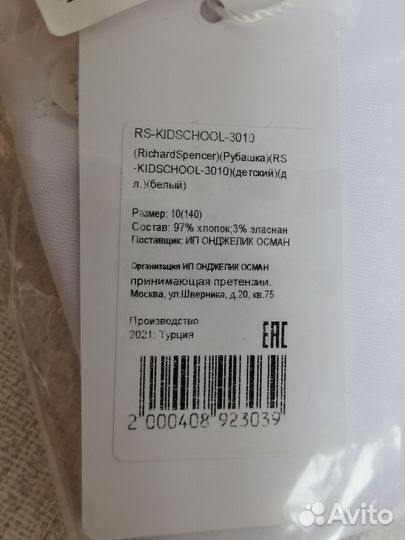 RS-KIDSCHOOL-3010
(RichardSpencer)(Рубашка)(RS
-KIDSCHOOL-3010)(детский)(д
л.)(белый)
Размер: 10(140)
Состав: 97% хлопок;3% эласнан
Поставщик: ИП ОНДЖЕЛИК ОСМАН
Организация ИП ОНДЖЕЛИК ОСМАН
принимающая претензии.
Москва, ул.Шверника, д.20, кв.75
Производство
2021: Турция
EAC
2 000408 923039
Avito